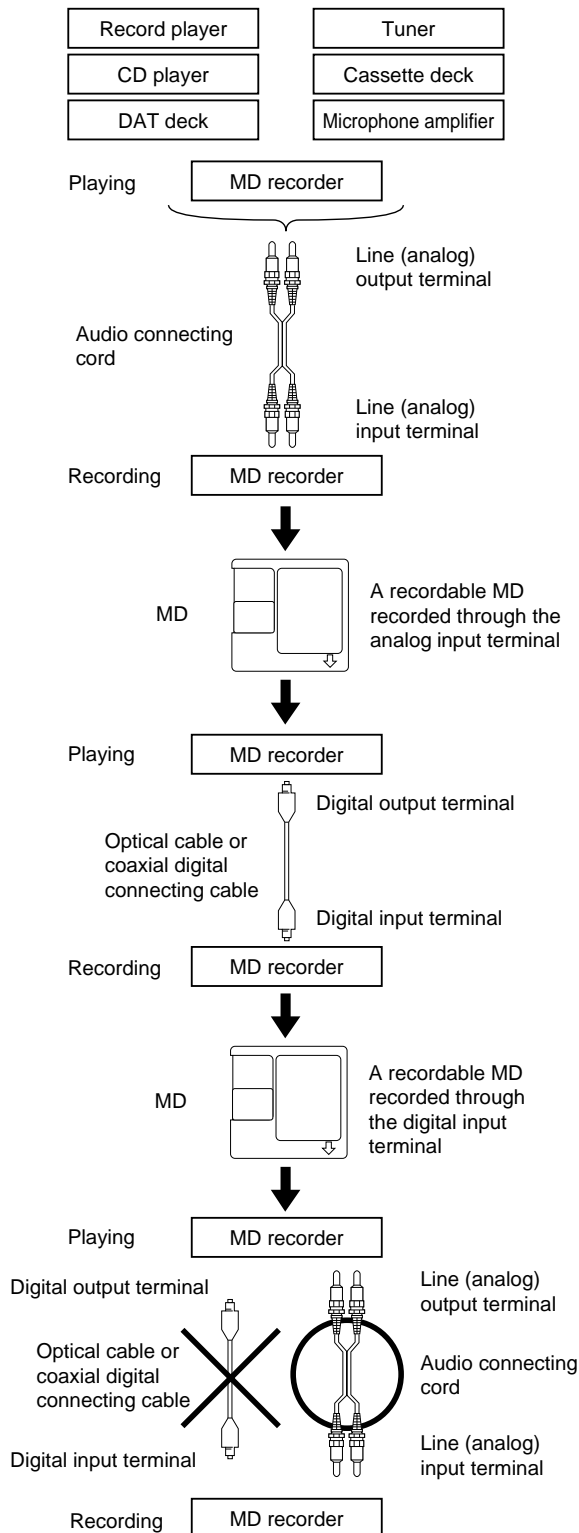 Record player
Tuner
CD player
Cassette deck
DAT deck
Microphone amplifier
Playing
MD recorder
Line (analog)
output terminal
Audio connecting
cord
Line (analog)
input terminal
Recording
MD recorder
MD
A recordable MD
recorded through the
analog input terminal
Playing
MD recorder
Digital output terminal
Optical cable or
coaxial digital
connecting cable
Digital input terminal
Recording
MD recorder
MD
A recordable MD
recorded through
the digital input
terminal
Playing
MD recorder
Digital output terminal
Line (analog)
output terminal
Optical cable or
coaxial digital
connecting cable
Audio connecting
cord
Digital input terminal
Line (analog)
input terminal
Recording
MD recorder